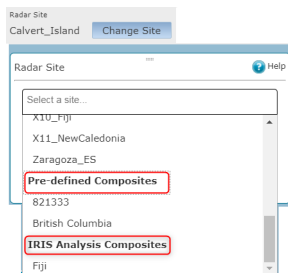 Radar Site
Calvert_Island Change Site
Radar Site
Help
Select a site...
X10_Fiji
X11_NewCaledonia
Zaragoza_ES
Pre-defined Composites
821333
British Columbia
IRIS Analysis Composites
Fiji